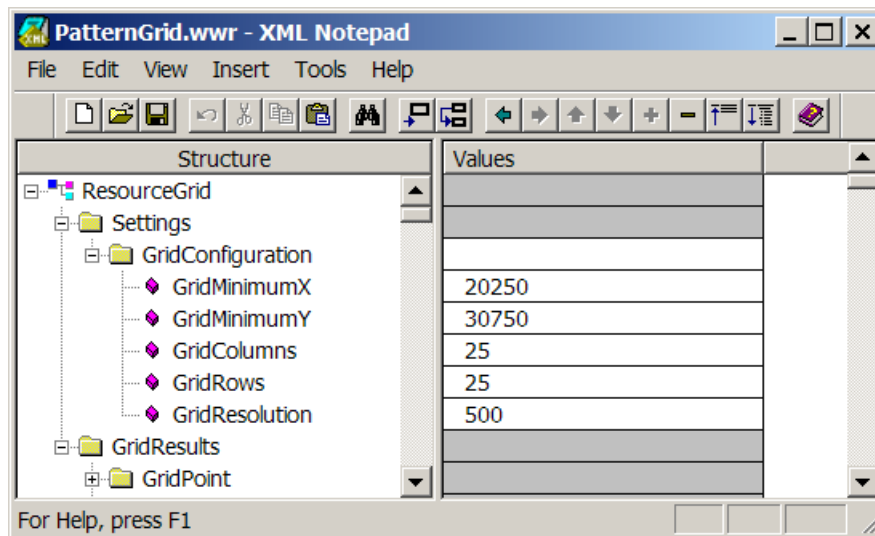 PatternGrid.wwr - XML Notepad
File Edit View Insert Tools Help
Structure Values
ResourceGrid
Settings
GridConfiguration
GridMinimumX 20250
GridMinimumY 30750
GridColumns 25
GridRows 25
GridResolution 500
GridResults
GridPoint
For Help, press F1